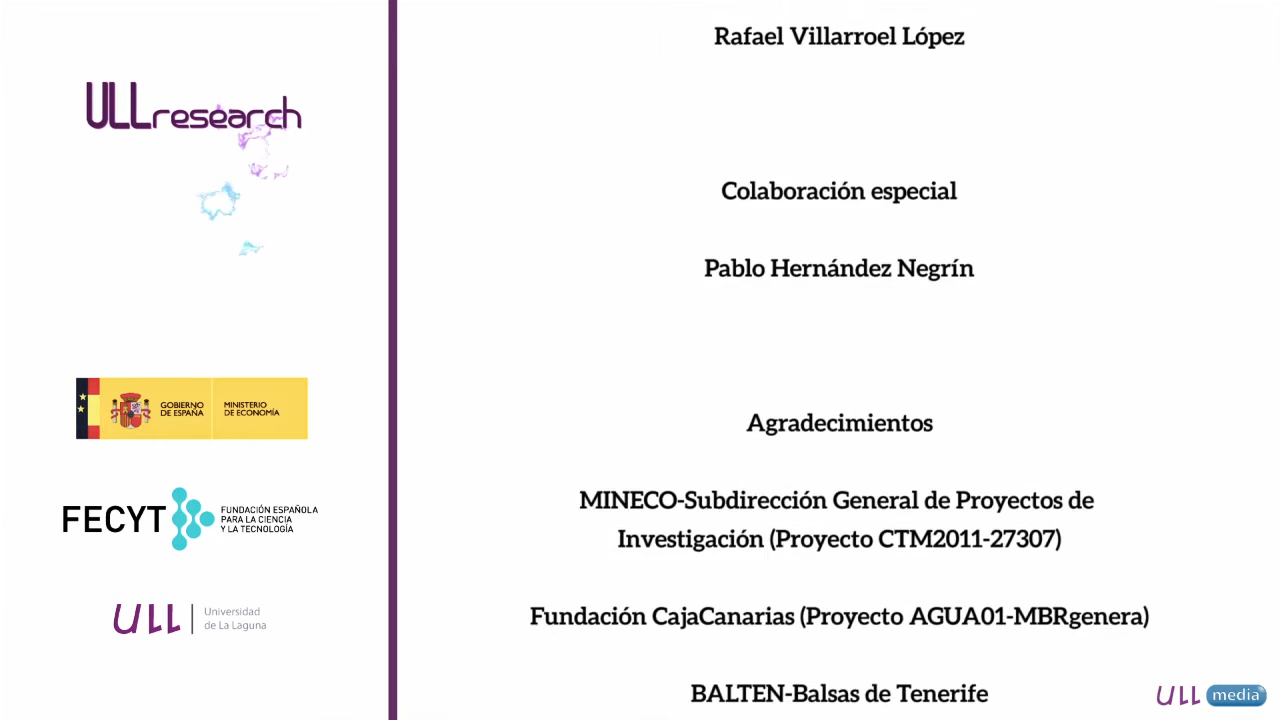 ULLresearch
GOBIERNO
DE ESPAÑA
MINISTERIO
DE ECONOMÍA
FECYT
FUNDACIÓN ESPAÑOLA
PARA LA CIENCIA
Y LA TECNOLOGÍA
ULL
Universidad
de La Laguna
Rafael Villarroel López
Colaboración especial
Pablo Hernández Negrín
Agradecimientos
MINECO-Subdirección General de Proyectos de
Investigación (Proyecto CTM2011-27307)
Fundación CajaCanarias (Proyecto AGUA01-MBRgenera)
BALTEN-Balsas de Tenerife
ULL media